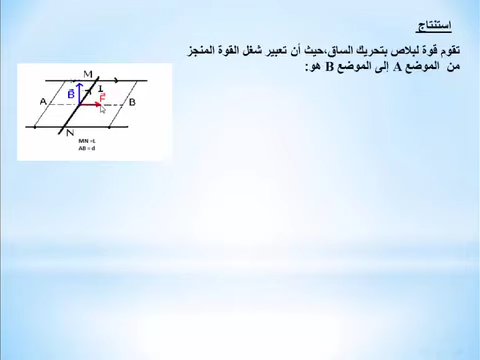 استنتاج
تقوم قوة لبلاص بتحريك الساق،حيث أن تعبير شغل القوة المنجز
من الموضع A إلى الموضع B هو:
M
I
B
F
A
B
N
MN =L
AB = d